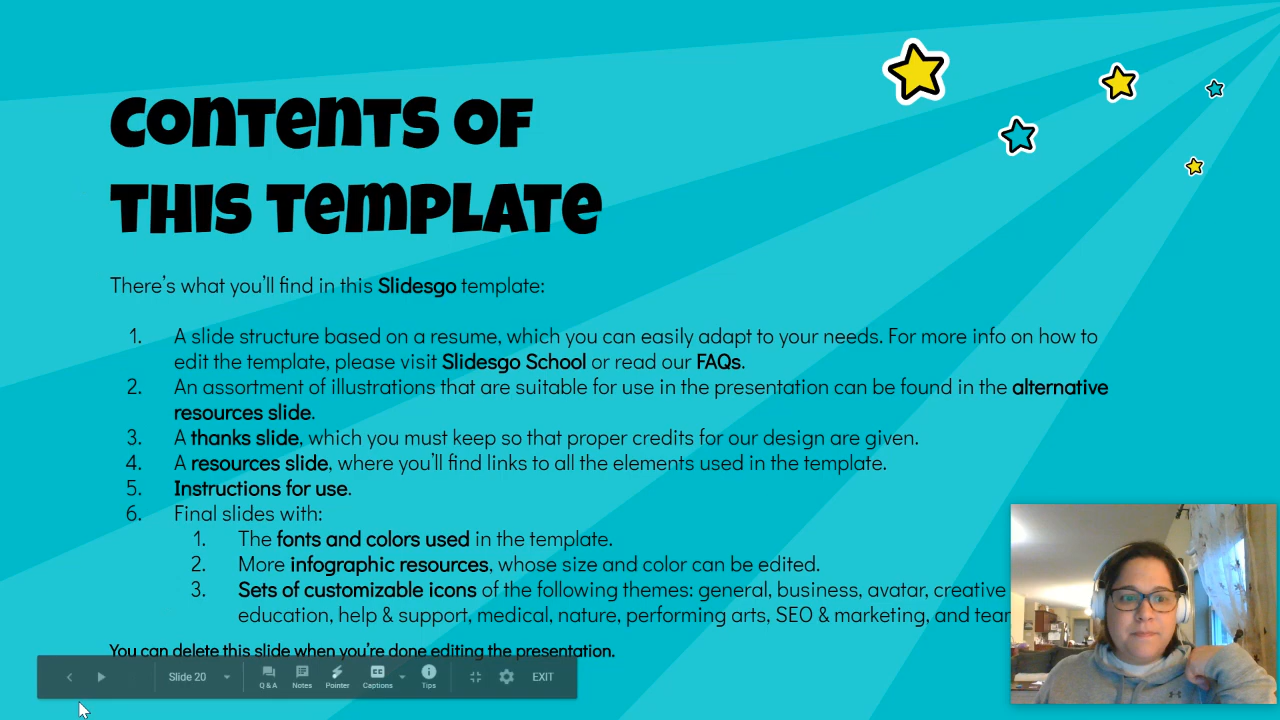 Contents of
this template
There’s what you’ll find in this Slidesgo template:
1. A slide structure based on a resume, which you can easily adapt to your needs. For more info on how to
edit the template, please visit Slidesgo School or read our FAQs.
2. An assortment of illustrations that are suitable for use in the presentation can be found in the alternative
resources slide.
3. A thanks slide, which you must keep so that proper credits for our design are given.
4. A resources slide, where you’ll find links to all the elements used in the template.
5. Instructions for use.
6. Final slides with:
1. The fonts and colors used in the template.
2. More infographic resources, whose size and color can be edited.
3. Sets of customizable icons of the following themes: general, business, avatar, creative
education, help & support, medical, nature, performing arts, SEO & marketing, and
You can delete this slide when you’re done editing the presentation.
Slide 20
Q & A Notes Pointer Captions Tips
EXIT